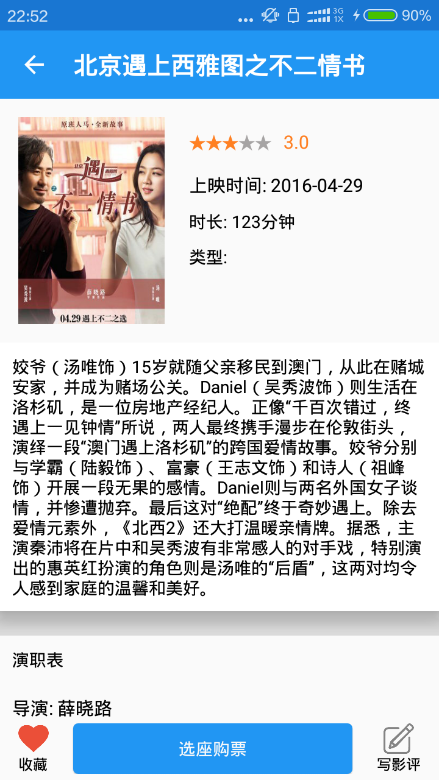 22:52
3G
1X
90%
北京遇上西雅图之不二情书
原班人马·全新故事
遇上
不二情书
薛晓路
04.29 遇上不二之选
3.0
上映时间: 2016-04-29
时长: 123分钟
类型:
姣爷（汤唯饰）15岁就随父亲移民到澳门，从此在赌城
安家，并成为赌场公关。Daniel（吴秀波饰）则生活在
洛杉矶，是一位房地产经纪人。正像“千百次错过，终
遇上一见钟情”所说，两人最终携手漫步在伦敦街头，
演绎一段“澳门遇上洛杉矶”的跨国爱情故事。姣爷分别
与学霸（陆毅饰）、富豪（王志文饰）和诗人（祖峰
饰）开展一段无果的感情。Daniel则与两名外国女子谈
情，并惨遭抛弃。最后这对“绝配”终于奇妙遇上。除去
爱情元素外，《北西2》还大打温暖亲情牌。据悉，主
演秦沛将在片中和吴秀波有非常感人的对手戏，特别演
出的惠英红扮演的角色则是汤唯的“后盾”，这两对均令
人感到家庭的温馨和美好。
演职表
导演: 薛晓路
收藏
选座购票
写影评